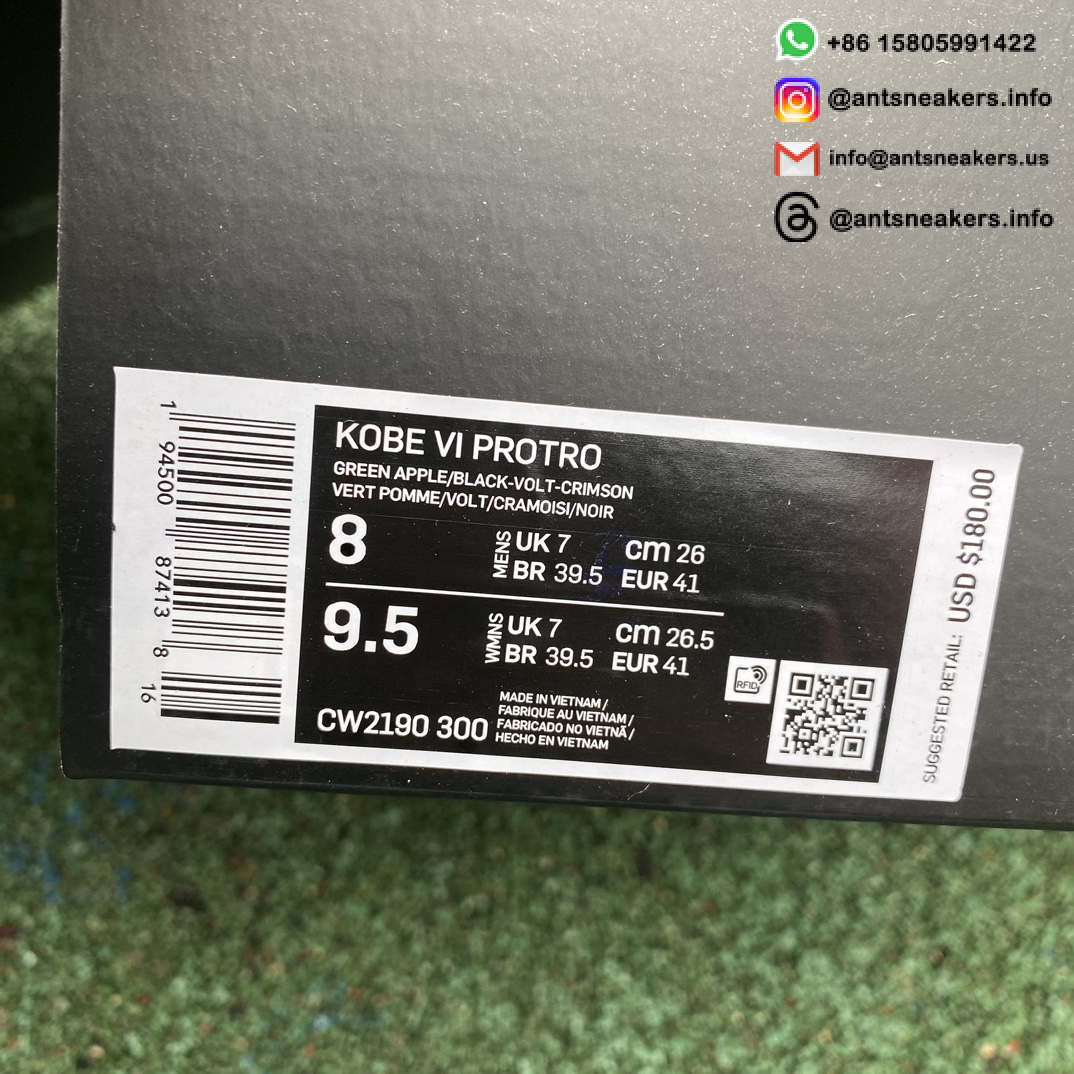 +86 15805991422
@antsneakers.info
info@antsneakers.us
@antsneakers.info
1 94500 87413 8 16
KOBE VI PROTRO
GREEN APPLE/BLACK-VOLT-CRIMSON
VERT POMME/VOLT/CRAMOISI/NOIR
8
MENS
UK 7 cm 26
BR 39.5 EUR 41
9.5
WMNS
UK 7 cm 26.5
BR 39.5 EUR 41
CW2190 300
MADE IN VIETNAM /
FABRIQUE AU VIETNAM /
FABRICADO NO VIETNÃ /
HECHO EN VIETNAM
RFID
SUGGESTED RETAIL: USD $180.00